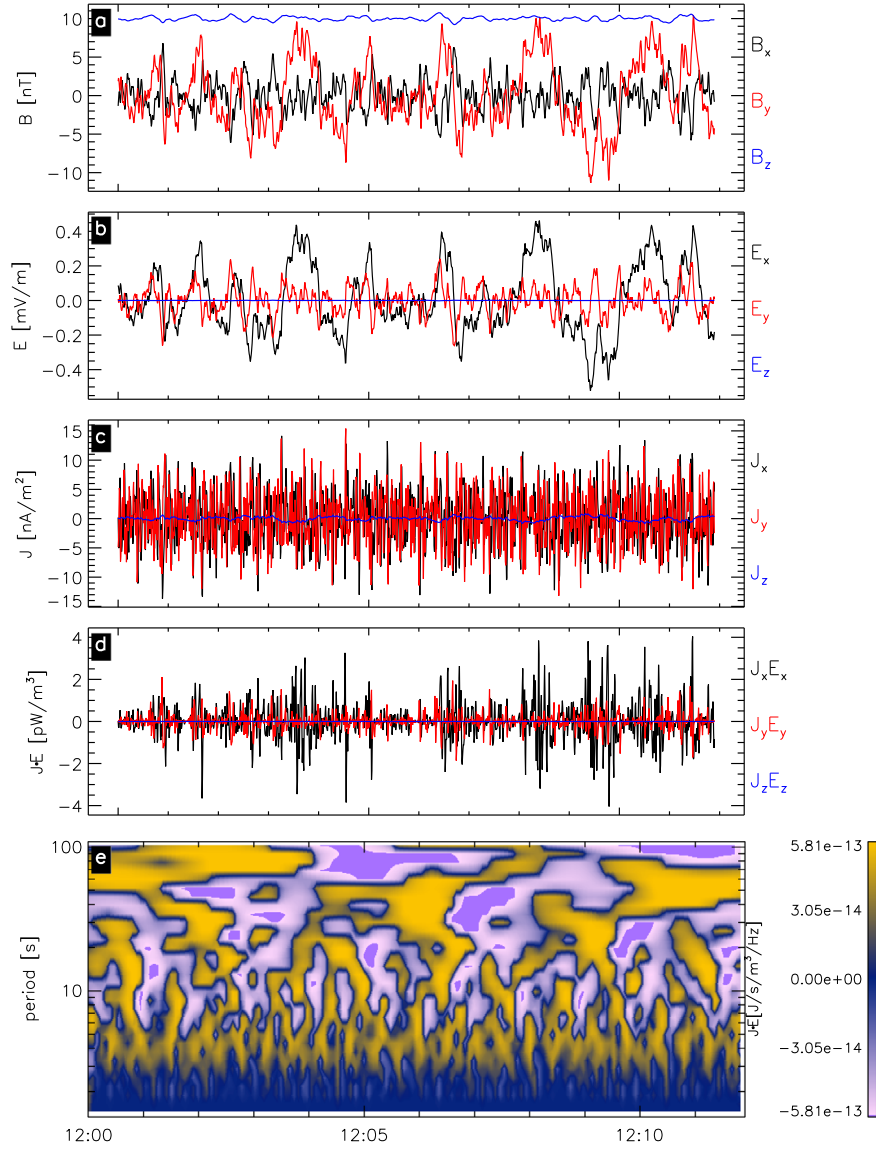 a
10
5
0
−5
−10
B [nT]
Bx
By
Bz
b
0.4
0.2
0.0
−0.2
−0.4
E [mV/m]
Ex
Ey
Ez
c
15
10
5
0
−5
−10
−15
J [nA/m²]
Jx
Jy
Jz
d
4
2
0
−2
−4
J•E [pW/m³]
JxEx
JyEy
JzEz
e
100
10
period [s]
12:00
12:05
12:10
J•E[J/s/m³/Hz]
5.81e−13
3.05e−14
0.00e+00
−3.05e−14
−5.81e−13